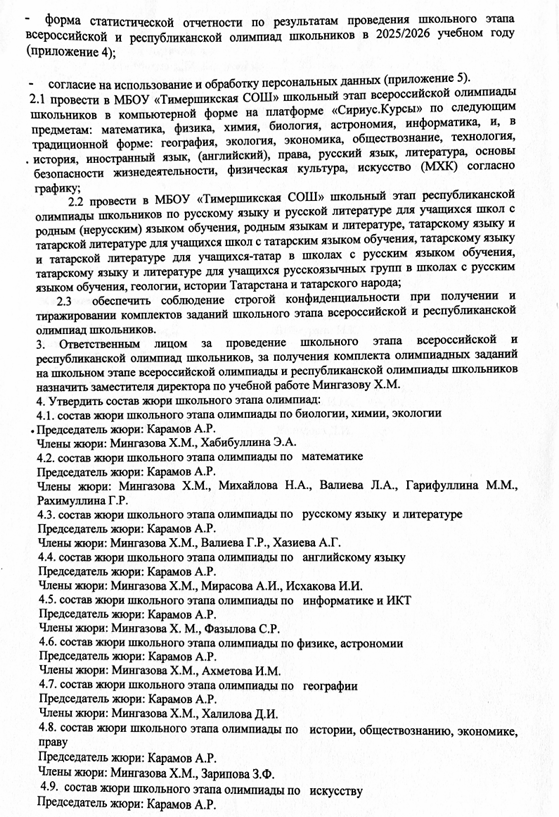 - форма статистической отчетности по результатам проведения школьного этапа
всероссийской и республиканской олимпиад школьников в 2025/2026 учебном году
(приложение 4);
- согласие на использование и обработку персональных данных (приложение 5).
2.1 провести в МБОУ «Тимершикская СОШ» школьный этап всероссийской олимпиады
школьников в компьютерной форме на платформе «Сириус.Курсы» по следующим
предметам: математика, физика, химия, биология, астрономия, информатика, и, в
традиционной форме: география, экология, экономика, обществознание, технология,
история, иностранный язык, (английский), права, русский язык, литература, основы
безопасности жизнедеятельности, физическая культура, искусство (МХК) согласно
графику;
2.2 провести в МБОУ «Тимершикская СОШ» школьный этап республиканской
олимпиады школьников по русскому языку и русской литературе для учащихся школ с
родным (нерусским) языком обучения, родным языкам и литературе, татарскому языку и
татарской литературе для учащихся школ с татарским языком обучения, татарскому языку
и татарской литературе для учащихся-татар в школах с русским языком обучения,
татарскому языку и литературе для учащихся русскоязычных групп в школах с русским
языком обучения, геологии, истории Татарстана и татарского народа;
2.3 обеспечить соблюдение строгой конфиденциальности при получении и
тиражировании комплектов заданий школьного этапа всероссийской и республиканской
олимпиад школьников.
3. Ответственным лицом за проведение школьного этапа всероссийской и
республиканской олимпиад школьников, за получения комплекта олимпиадных заданий
на школьном этапе всероссийской олимпиады и республиканской олимпиады школьников
назначить заместителя директора по учебной работе Мингазову Х.М.
4. Утвердить состав жюри школьного этапа олимпиад:
4.1. состав жюри школьного этапа олимпиады по биологии, химии, экологии
Председатель жюри: Карамов А.Р.
Члены жюри: Мингазова Х.М., Хабибуллина Э.А.
4.2. состав жюри школьного этапа олимпиады по математике
Председатель жюри: Карамов А.Р.
Члены жюри: Мингазова Х.М., Михайлова Н.А., Валиева Л.А., Гарифуллина М.М.,
Рахимуллина Г.Р.
4.3. состав жюри школьного этапа олимпиады по русскому языку и литературе
Председатель жюри: Карамов А.Р.
Члены жюри: Мингазова Х.М., Валиева Г.Р., Хазиева А.Г.
4.4. состав жюри школьного этапа олимпиады по английскому языку
Председатель жюри: Карамов А.Р.
Члены жюри: Мингазова Х.М., Мирасова А.И., Исхакова И.И.
4.5. состав жюри школьного этапа олимпиады по информатике и ИКТ
Председатель жюри: Карамов А.Р.
Члены жюри: Мингазова Х. М., Фазылова С.Р.
4.6. состав жюри школьного этапа олимпиады по физике, астрономии
Председатель жюри: Карамов А.Р.
Члены жюри: Мингазова Х.М., Ахметова И.М.
4.7. состав жюри школьного этапа олимпиады по географии
Председатель жюри: Карамов А.Р.
Члены жюри: Мингазова Х.М., Халилова Д.И.
4.8. состав жюри школьного этапа олимпиады по истории, обществознанию, экономике,
праву
Председатель жюри: Карамов А.Р.
Члены жюри: Мингазова Х.М., Зарипова З.Ф.
4.9. состав жюри школьного этапа олимпиады по искусству
Председатель жюри: Карамов А.Р.